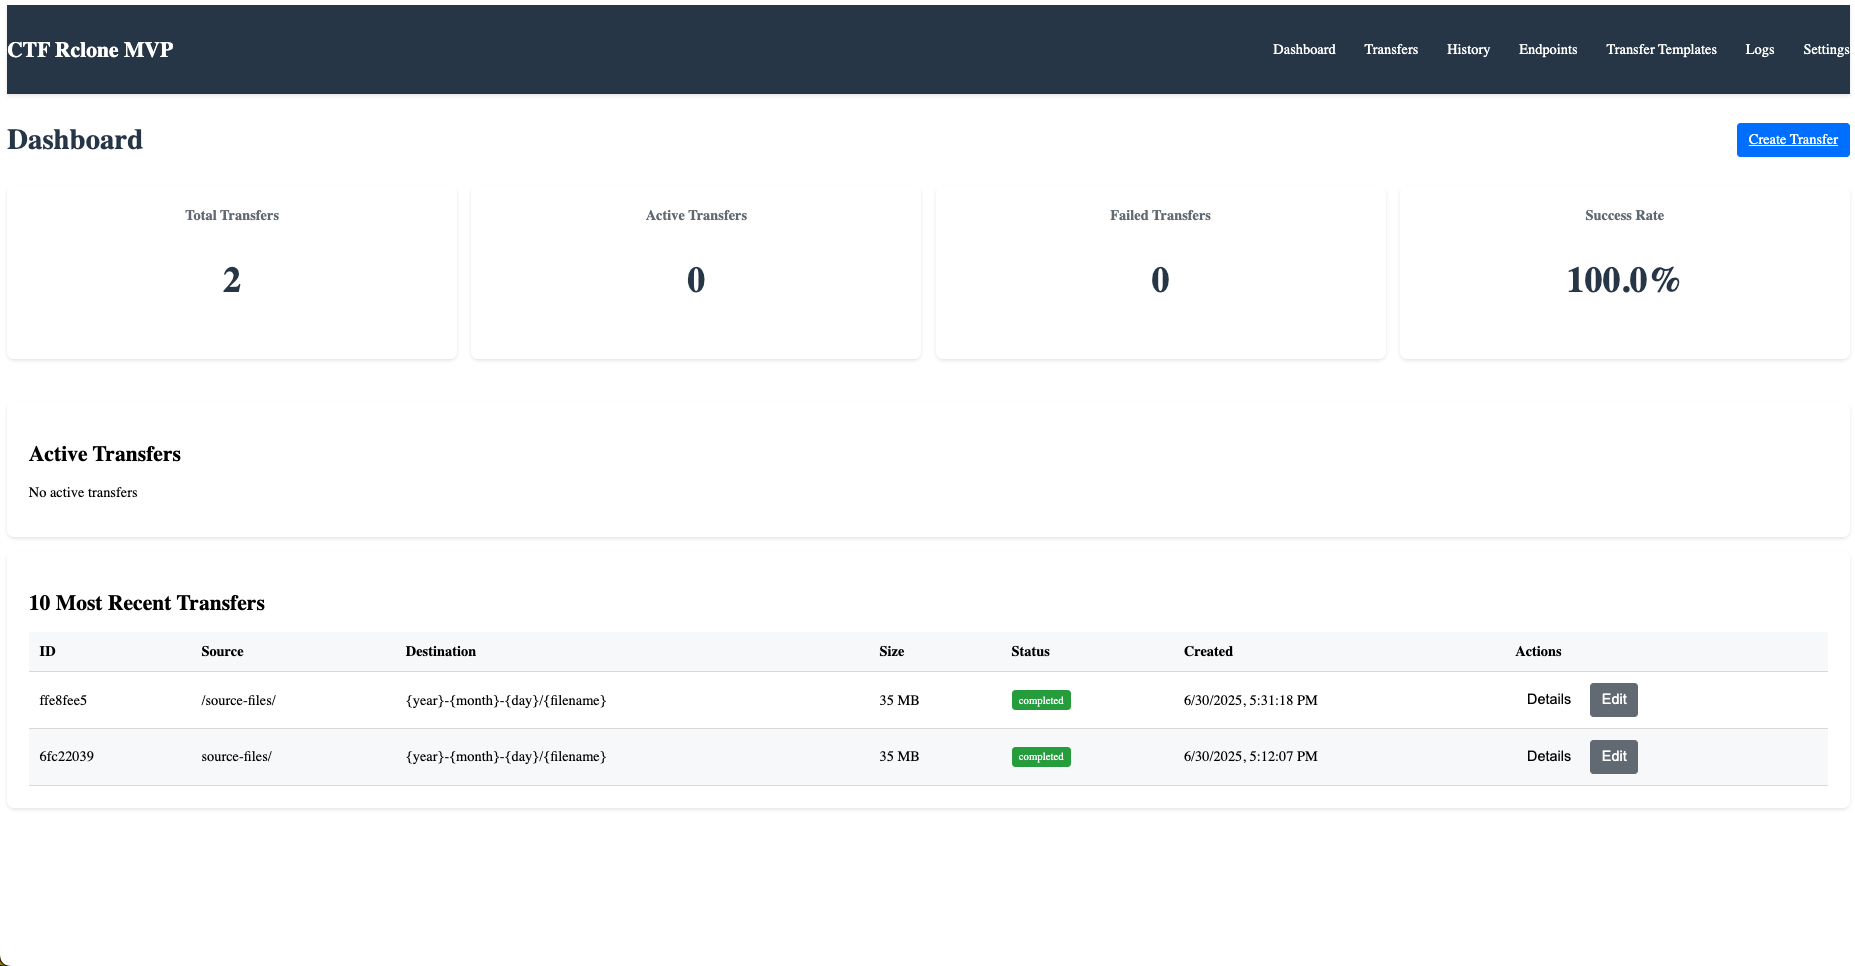 CTF Rclone MVP Dashboard Transfers History Endpoints Transfer Templates Logs Settings
Dashboard Create Transfer
Total Transfers Active Transfers Failed Transfers Success Rate
2 0 0 100.0%
Active Transfers
No active transfers
10 Most Recent Transfers
ID Source Destination Size Status Created Actions
ffe8fee5 /source-files/ {year}-{month}-{day}/{filename} 35 MB completed 6/30/2025, 5:31:18 PM Details Edit
6fc22039 source-files/ {year}-{month}-{day}/{filename} 35 MB completed 6/30/2025, 5:12:07 PM Details Edit